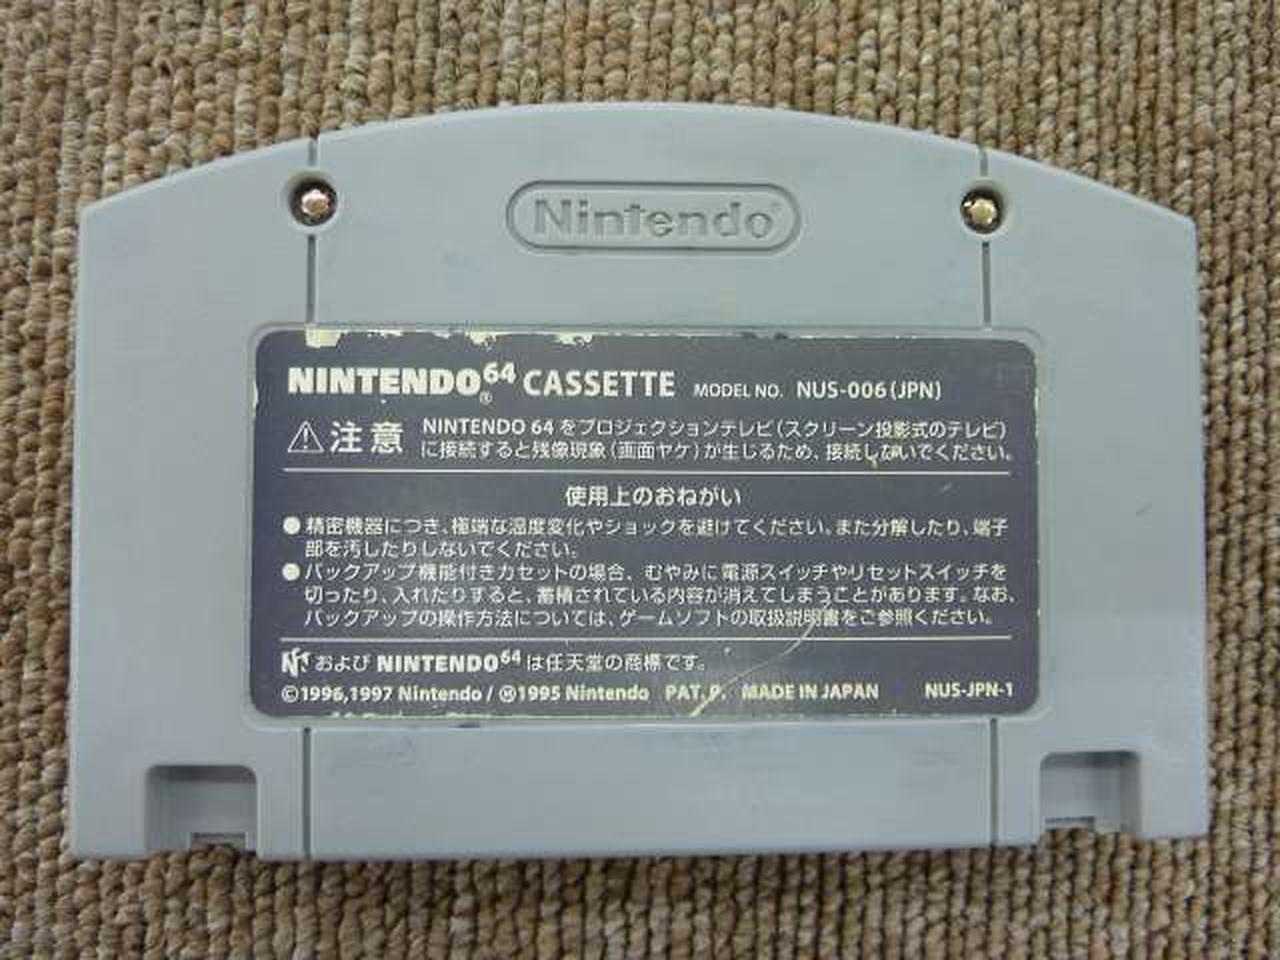 Nintendo®
NINTENDO64® CASSETTE MODEL NO. NUS-006(JPN)
⚠注意 NINTENDO 64 をプロジェクションテレビ(スクリーン投影式のテレビ)
に接続すると残像現象(画面ヤケ)が生じるため、接続しないでください。
使用上のおねがい
●精密機器につき、極端な温度変化やショックを避けてください。また分解したり、端子
部を汚したりしないでください。
●バックアップ機能付きカセットの場合、むやみに電源スイッチやリセットスイッチを
切ったり、入れたりすると、蓄積されている内容が消えてしまうことがあります。なお、
バックアップの操作方法については、ゲームソフトの取扱説明書をご参照ください。
および NINTENDO64 は任天堂の商標です。
©1996,1997 Nintendo / Ⓜ1995 Nintendo PAT. P. MADE IN JAPAN NUS-JPN-1